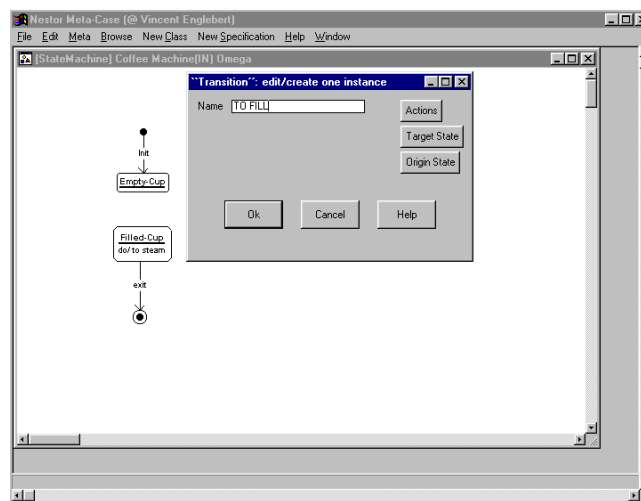 Nestor Meta-Case (@ Vincent Englebert)
File Edit Meta Browse New Class New Specification Help Window
[StateMachine] Coffee Machine(IN) Omega
``Transition´´: edit/create one instance
Name TO FILL
Actions
Target State
Origin State
Ok Cancel Help
Init
Empty-Cup
Filled-Cup
do/ to steam
exit